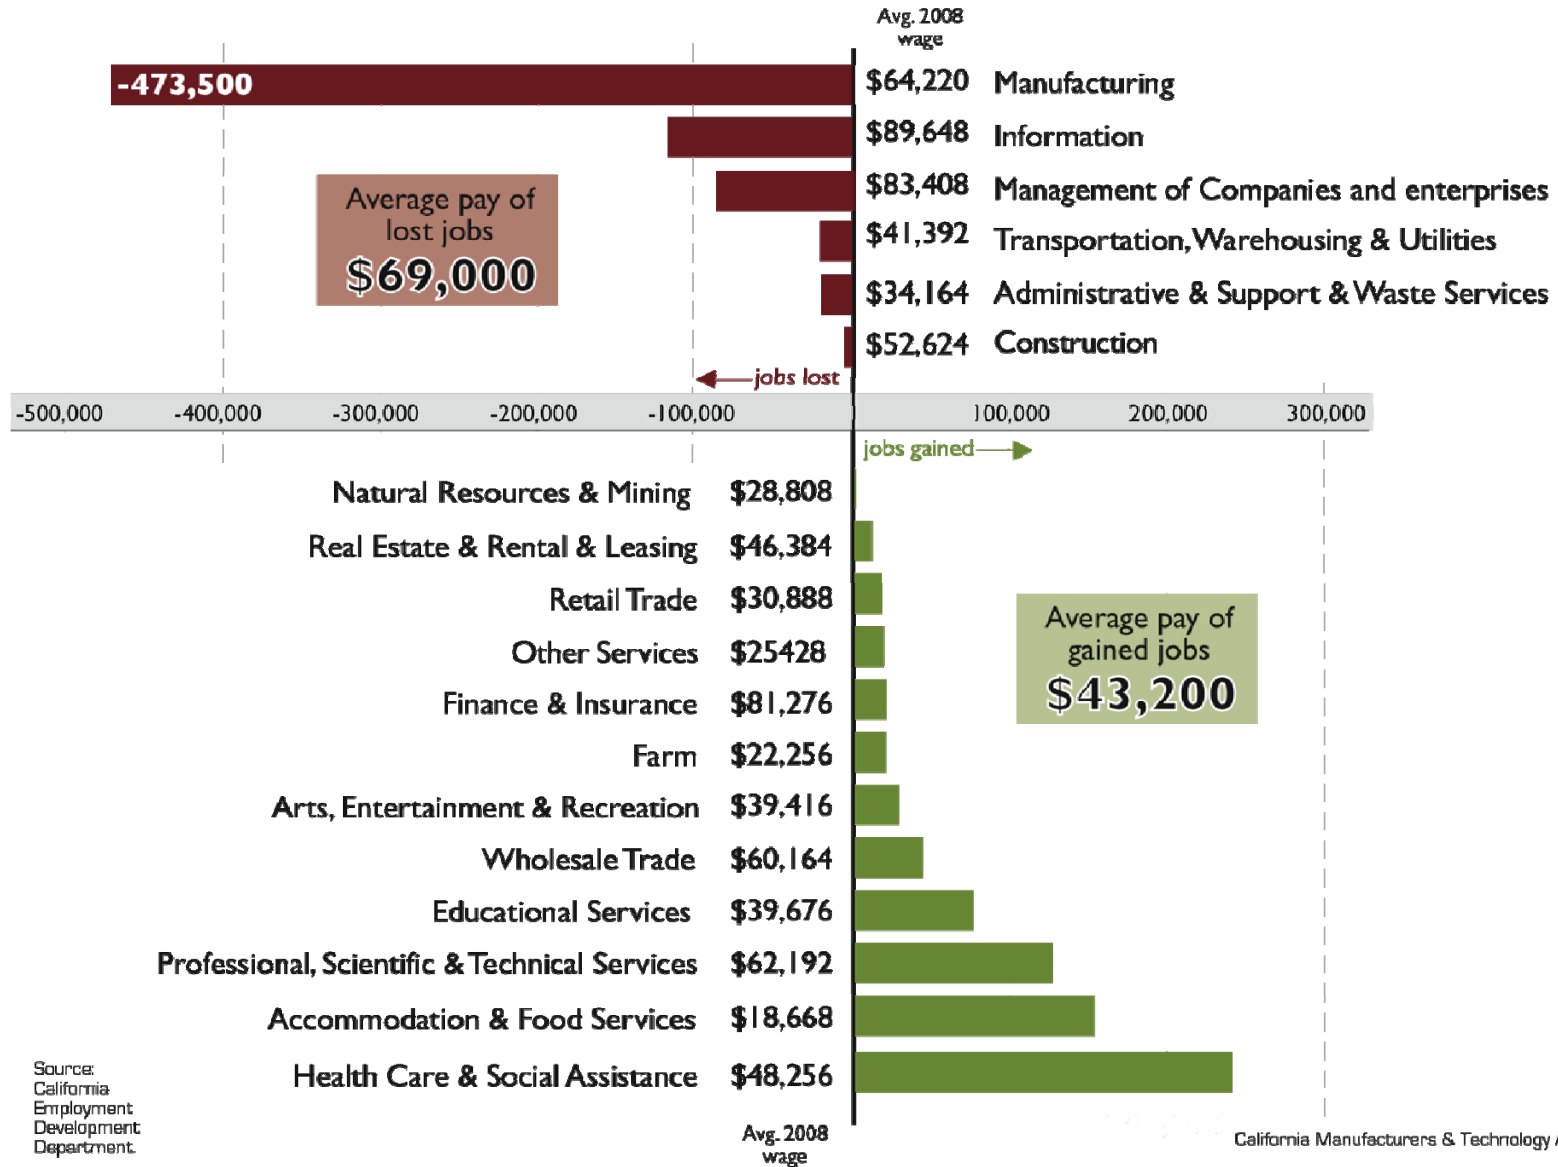 Avg. 2008
wage
-473,500
$64,220 Manufacturing
$89,648 Information
$83,408 Management of Companies and enterprises
$41,392 Transportation, Warehousing & Utilities
$34,164 Administrative & Support & Waste Services
$52,624 Construction
Average pay of
lost jobs
$69,000
jobs lost
-500,000 -400,000 -300,000 -200,000 -100,000 100,000 200,000 300,000
jobs gained
Natural Resources & Mining $28,808
Real Estate & Rental & Leasing $46,384
Retail Trade $30,888
Other Services $25428
Finance & Insurance $81,276
Farm $22,256
Arts, Entertainment & Recreation $39,416
Wholesale Trade $60,164
Educational Services $39,676
Professional, Scientific & Technical Services $62,192
Accommodation & Food Services $18,668
Health Care & Social Assistance $48,256
Average pay of
gained jobs
$43,200
Source:
California
Employment
Development
Department.
Avg. 2008
wage
California Manufacturers & Technology